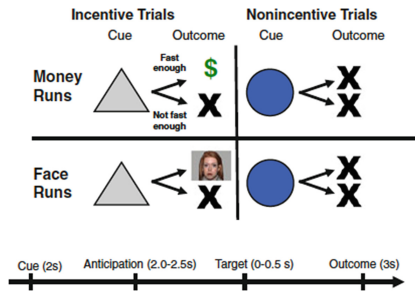 Incentive Trials
Nonincentive Trials
Cue
Outcome
Cue
Outcome
Money
Runs
Fast
enough
$
X
Not fast
enough
X
X
Face
Runs
X
X
X
Cue (2s)
Anticipation (2.0-2.5s)
Target (0-0.5 s)
Outcome (3s)